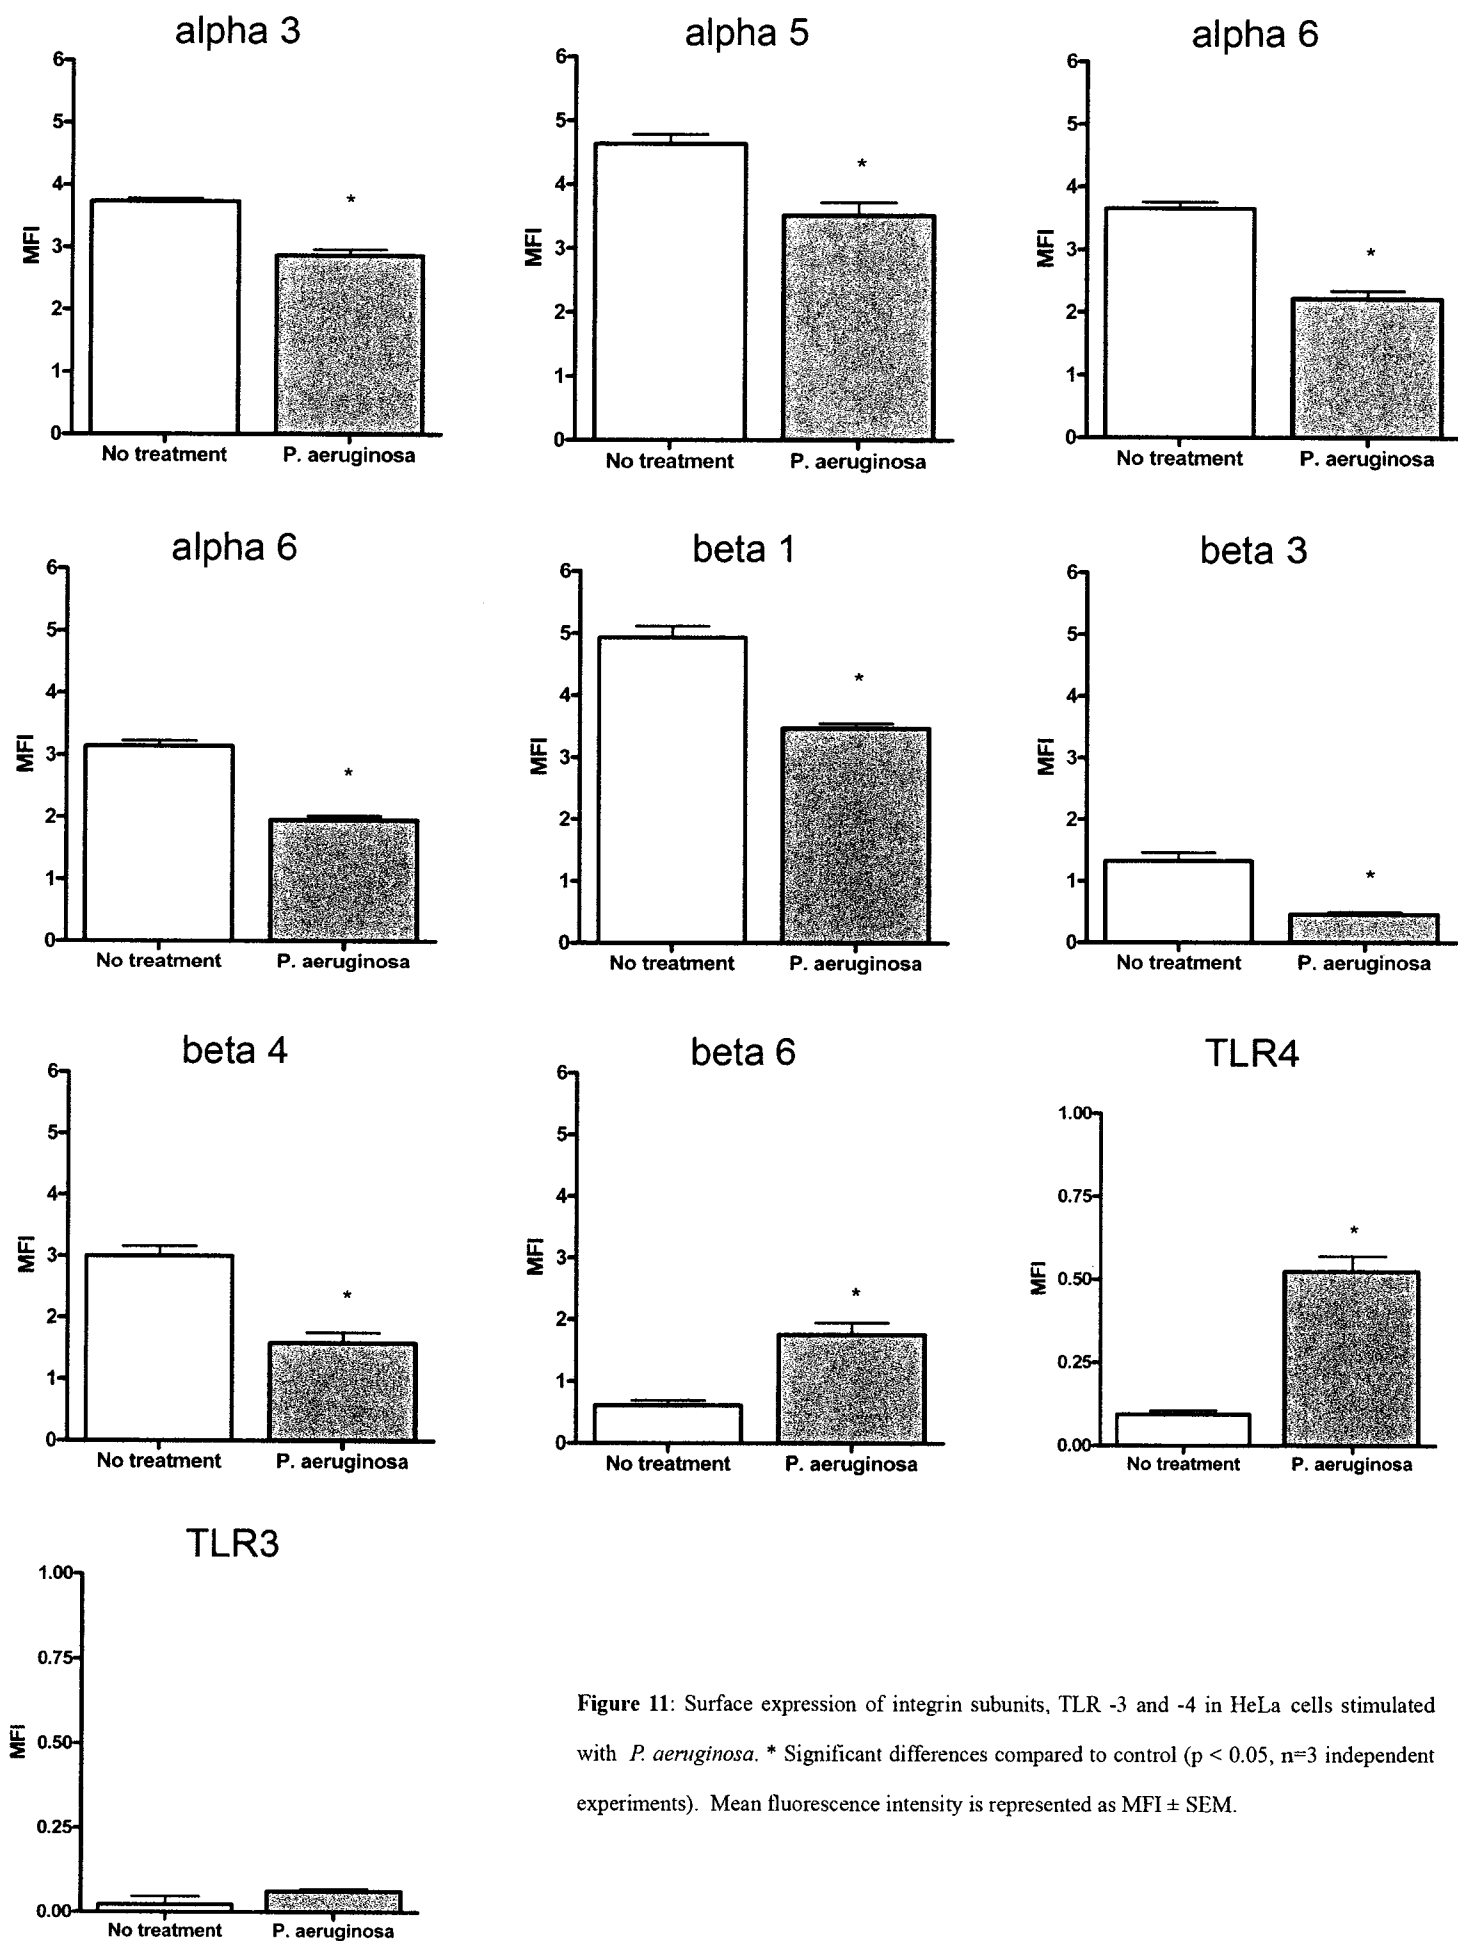 alpha 3
6
5
4
3
2
1
0
MFI
*
No treatment P. aeruginosa
alpha 5
6
5
4
3
2
1
0
MFI
*
No treatment P. aeruginosa
alpha 6
6
5
4
3
2
1
0
MFI
*
No treatment P. aeruginosa
alpha 6
6
5
4
3
2
1
0
MFI
*
No treatment P. aeruginosa
beta 1
6
5
4
3
2
1
0
MFI
*
No treatment P. aeruginosa
beta 3
6
5
4
3
2
1
0
MFI
*
No treatment P. aeruginosa
beta 4
6
5
4
3
2
1
0
MFI
*
No treatment P. aeruginosa
beta 6
6
5
4
3
2
1
0
MFI
*
No treatment P. aeruginosa
TLR4
1.00
0.75
0.50
0.25
0.00
MFI
*
No treatment P. aeruginosa
TLR3
1.00
0.75
0.50
0.25
0.00
MFI
No treatment P. aeruginosa
Figure 11: Surface expression of integrin subunits, TLR -3 and -4 in HeLa cells stimulated
with P. aeruginosa. * Significant differences compared to control (p < 0.05, n=3 independent
experiments). Mean fluorescence intensity is represented as MFI ± SEM.